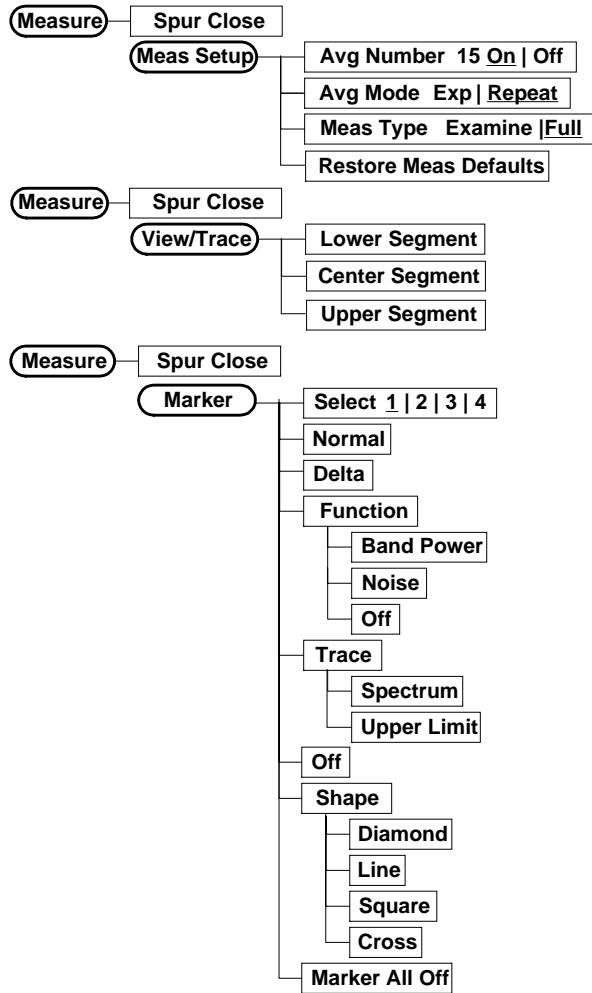 Measure
Spur Close
Meas Setup
Avg Number 15 On | Off
Avg Mode Exp | Repeat
Meas Type Examine |Full
Restore Meas Defaults
Measure
Spur Close
View/Trace
Lower Segment
Center Segment
Upper Segment
Measure
Spur Close
Marker
Select 1 | 2 | 3 | 4
Normal
Delta
Function
Band Power
Noise
Off
Trace
Spectrum
Upper Limit
Off
Shape
Diamond
Line
Square
Cross
Marker All Off